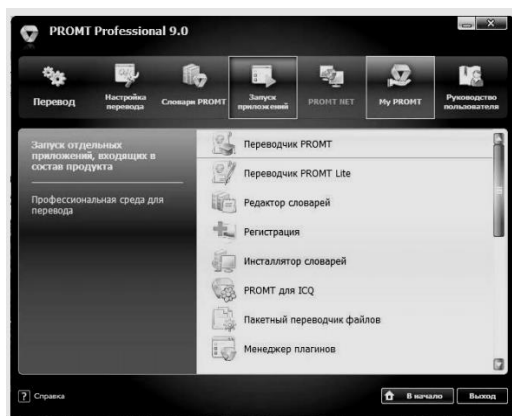 PROMT Professional 9.0
Перевод
Настройка
перевода
Словари PROMT
Запуск
приложений
PROMT NET
My PROMT
Руководство
пользователя
Запуск отдельных
приложений, входящих в
состав продукта
Профессиональная среда для
перевода
Переводчик PROMT
Переводчик PROMT Lite
Редактор словарей
Регистрация
Инсталлятор словарей
PROMT для ICQ
Пакетный переводчик файлов
Менеджер плагинов
? Справка
В начало
Выход